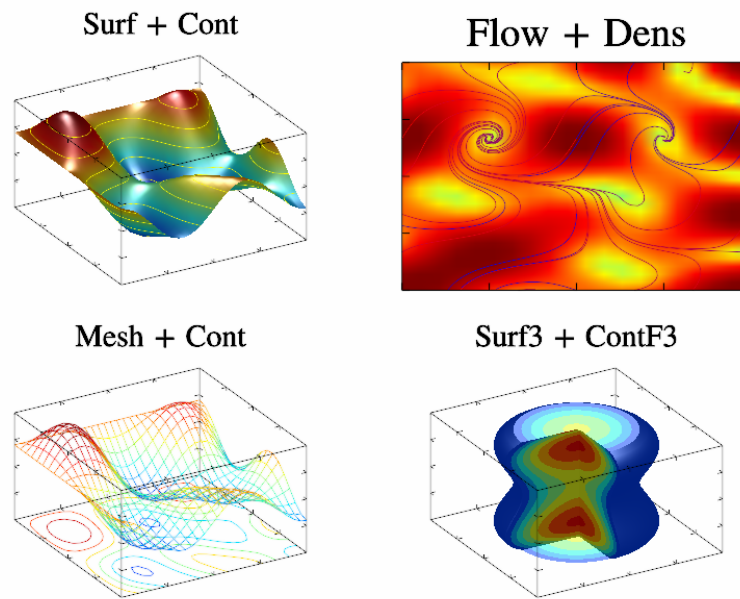 Surf + Cont
Flow + Dens
Mesh + Cont
Surf3 + ContF3